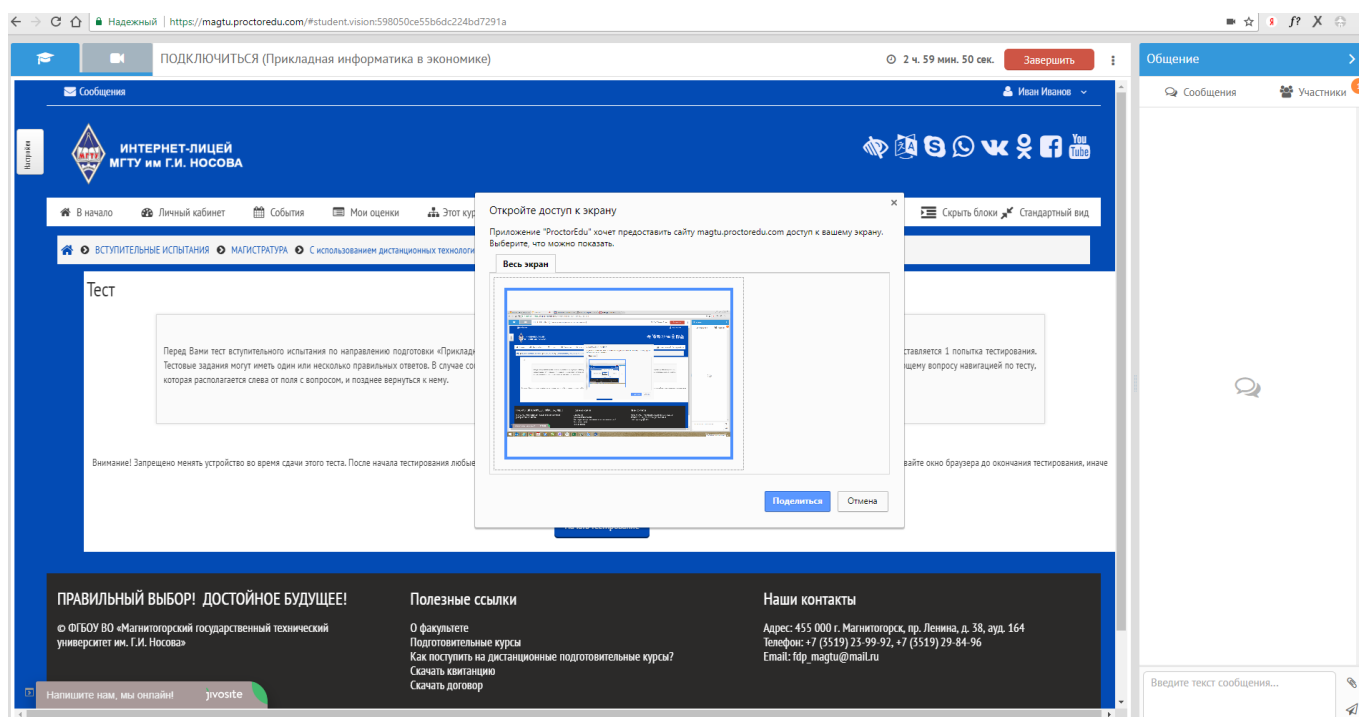 Надежный | https://magtu.proctoredu.com/#student.vision:598050ce55b6dc224bd7291a
ПОДКЛЮЧИТЬСЯ (Прикладная информатика в экономике)
2 ч. 59 мин. 50 сек.
Завершить
Общение
Сообщения
Участники
Сообщения
Иван Иванов
Настройки
ИНТЕРНЕТ-ЛИЦЕЙ
МГТУ им Г.И. НОСОВА
You
Tube
В начало
Личный кабинет
События
Мои оценки
Этот кур
Скрыть блоки
Стандартный вид
ВСТУПИТЕЛЬНЫЕ ИСПЫТАНИЯ
МАГИСТРАТУРА
С использованием дистанционных технологи
Откройте доступ к экрану
Приложение "ProctorEdu" хочет предоставить сайту magtu.proctoredu.com доступ к вашему экрану.
Выберите, что можно показать.
Весь экран
Поделиться
Отмена
Тест
Перед Вами тест вступительного испытания по направлению подготовки «Приклад
ставляется 1 попытка тестирования.
Тестовые задания могут иметь один или несколько правильных ответов. В случае со
щему вопросу навигацией по тесту,
которая располагается слева от поля с вопросом, и позднее вернуться к нему.
Внимание! Запрещено менять устройство во время сдачи этого теста. После начала тестирования любые
вайте окно браузера до окончания тестирования, иначе
ПРАВИЛЬНЫЙ ВЫБОР! ДОСТОЙНОЕ БУДУЩЕЕ!
© ФГБОУ ВО «Магнитогорский государственный технический
университет им. Г.И. Носова»
Полезные ссылки
О факультете
Подготовительные курсы
Как поступить на дистанционные подготовительные курсы?
Скачать квитанцию
Скачать договор
Наши контакты
Адрес: 455 000 г. Магнитогорск, пр. Ленина, д. 38, ауд. 164
Телефон: +7 (3519) 23-99-92, +7 (3519) 29-84-96
Email: fdp_magtu@mail.ru
Напишите нам, мы онлайн!
jivosite
Введите текст сообщения...